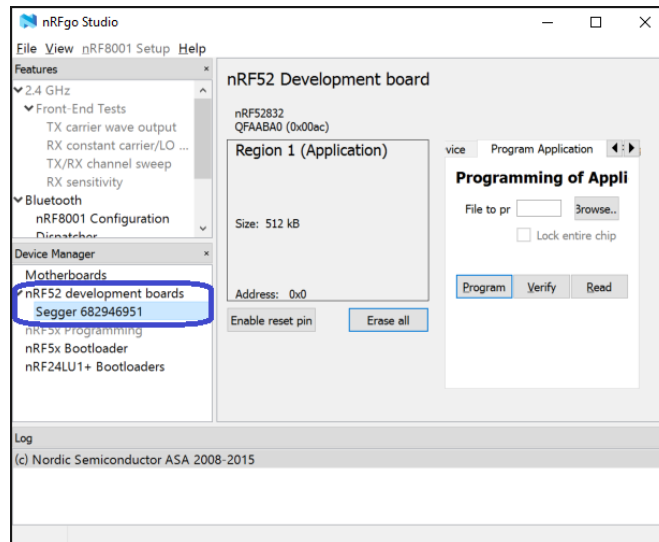 nRFgo Studio
File View nRF8001 Setup Help
Features
2.4 GHz
Front-End Tests
TX carrier wave output
RX constant carrier/LO ...
TX/RX channel sweep
RX sensitivity
Bluetooth
nRF8001 Configuration
Dispatcher
Device Manager
Motherboards
nRF52 development boards
Segger 682946951
nRF5x Programming
nRF5x Bootloader
nRF24LU1+ Bootloaders
nRF52 Development board
nRF52832
QFAABA0 (0x00ac)
Region 1 (Application)
Size: 512 kB
Address: 0x0
Enable reset pin Erase all
vice Program Application
Programming of Appli
File to pr Browse..
Lock entire chip
Program Verify Read
Log
(c) Nordic Semiconductor ASA 2008-2015